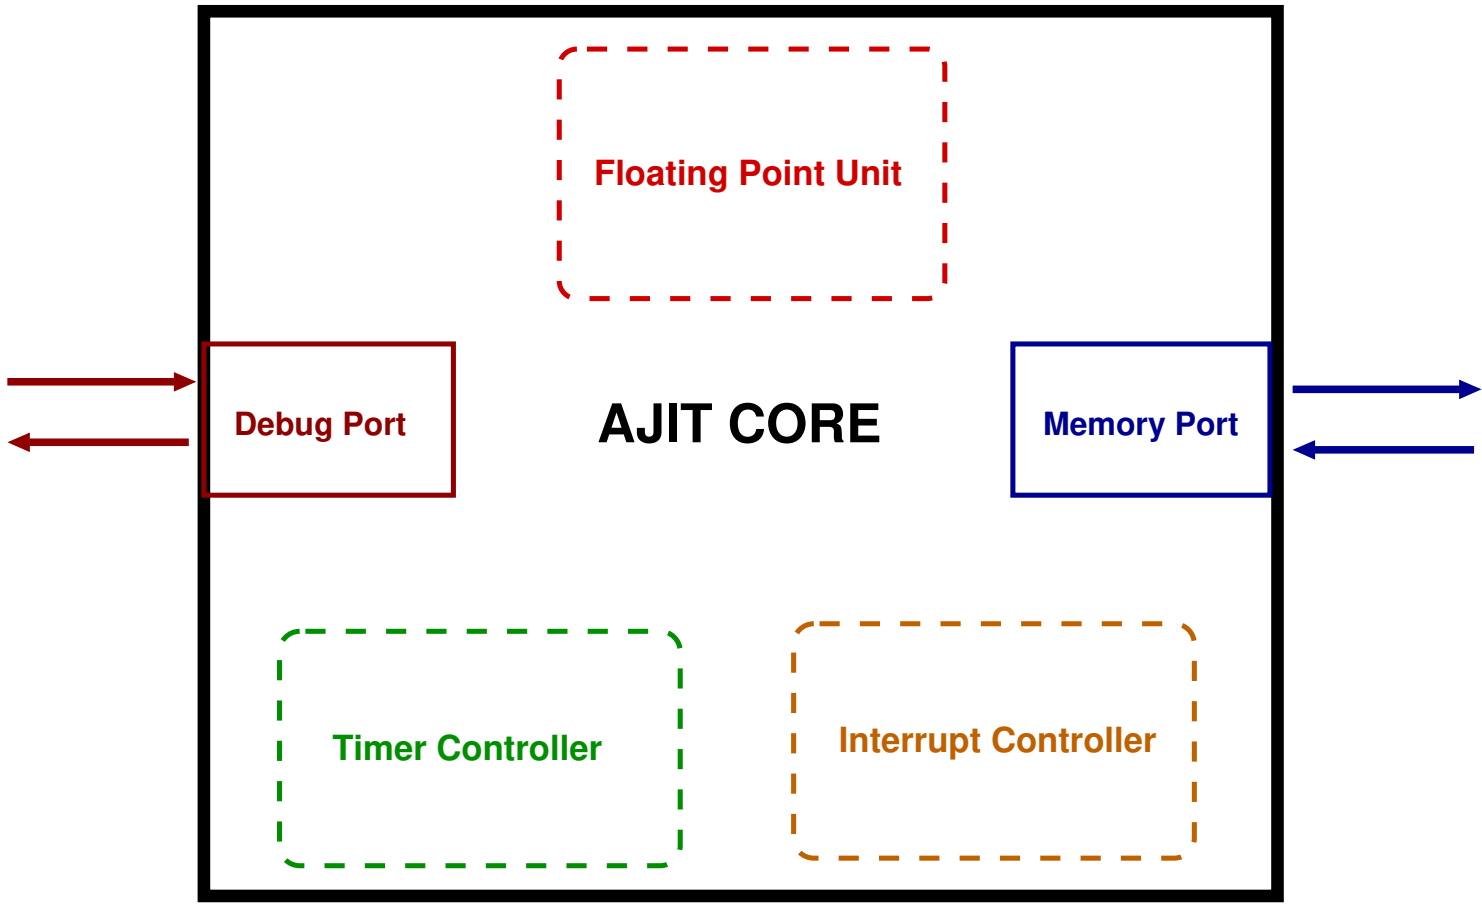 Floating Point Unit
Debug Port
AJIT CORE
Memory Port
Timer Controller
Interrupt Controller